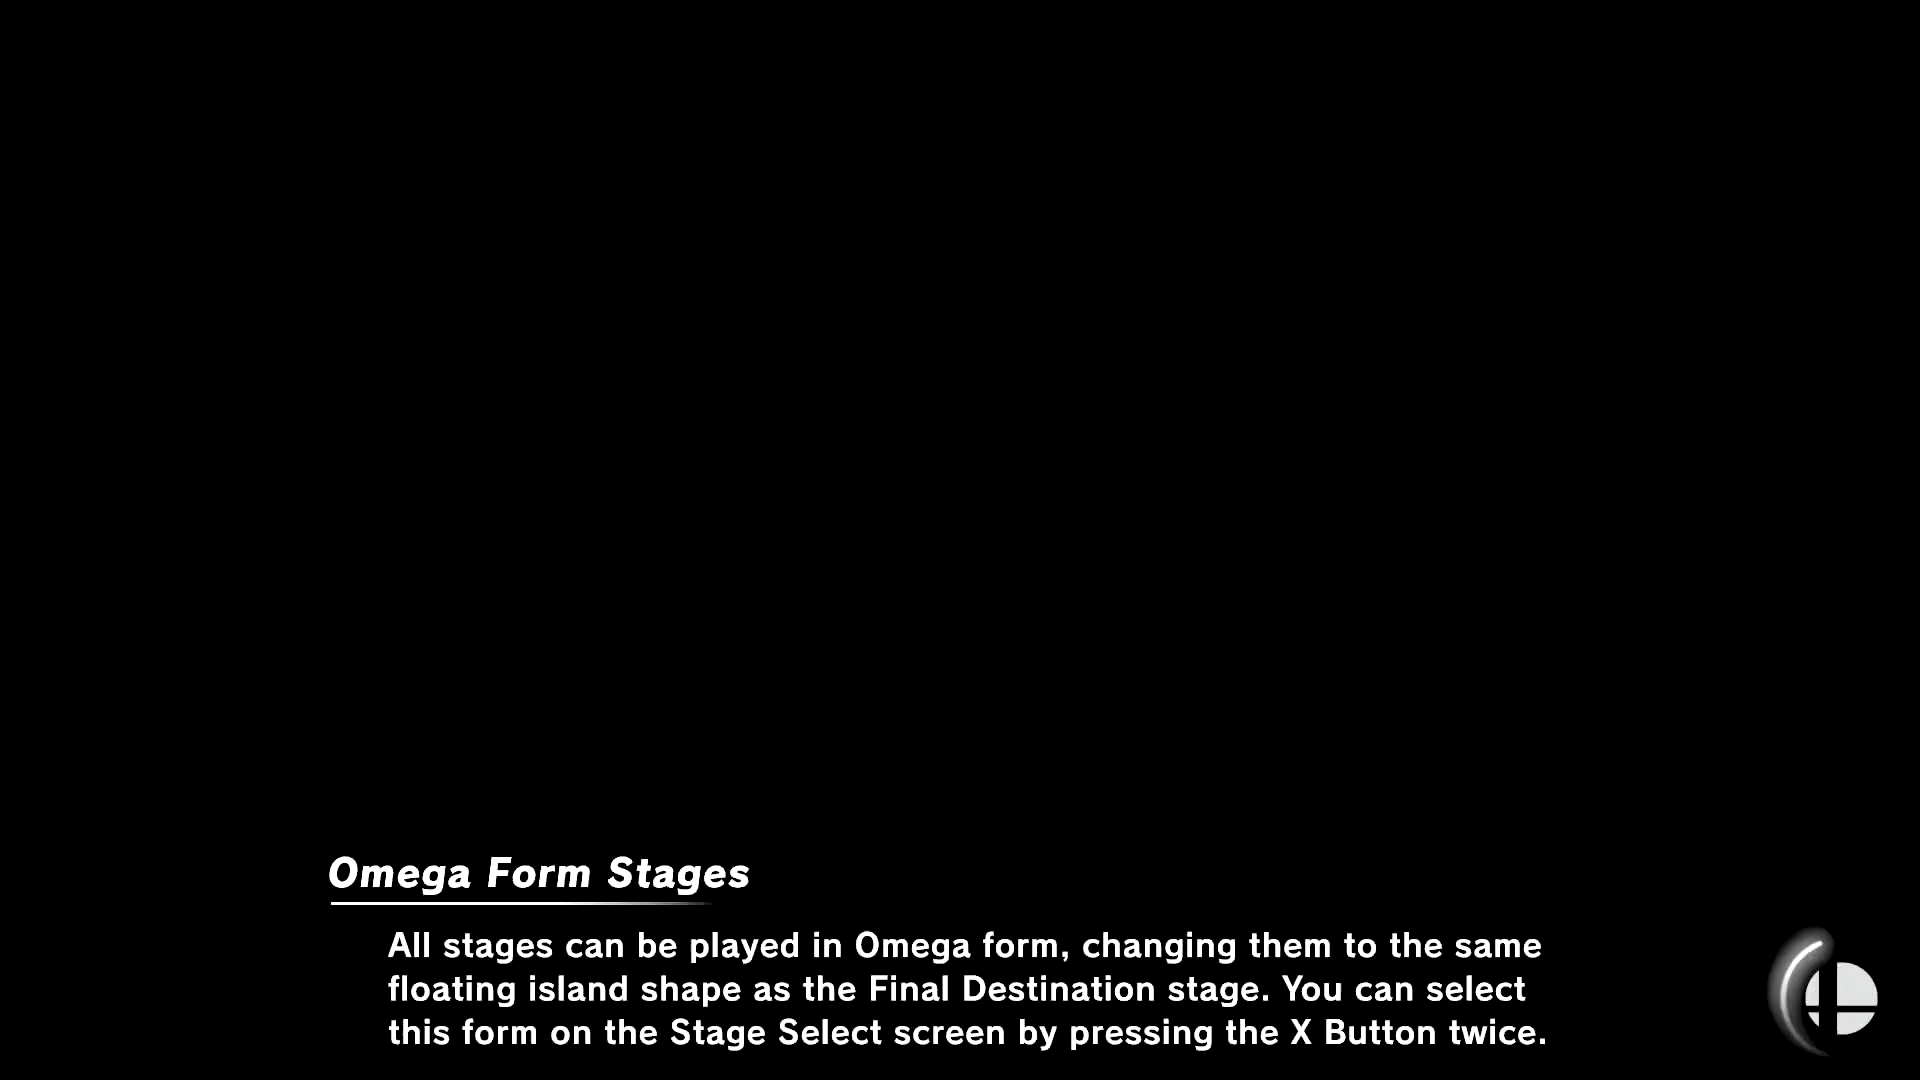 Omega Form Stages
All stages can be played in Omega form, changing them to the same
floating island shape as the Final Destination stage. You can select
this form on the Stage Select screen by pressing the X Button twice.